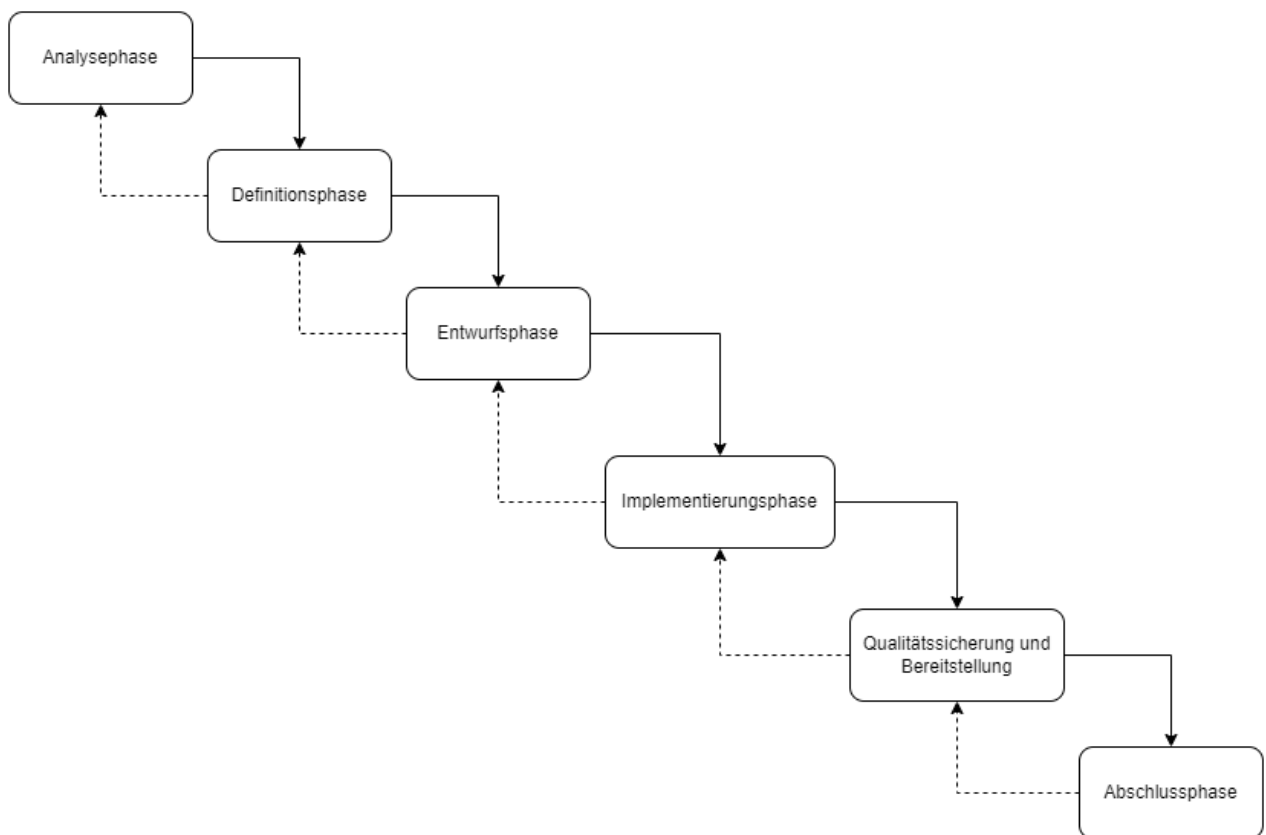 Analysephase
Definitionsphase
Entwurfsphase
Implementierungsphase
Qualitätssicherung und
Bereitstellung
Abschlussphase